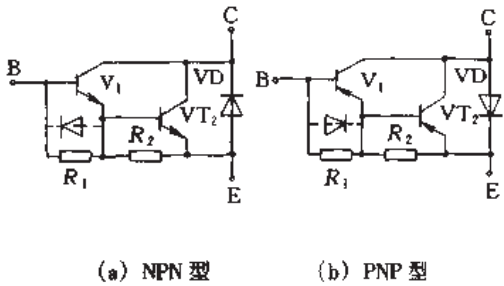 C
B
V₁
VD
VT₂
R₂
R₁
E
(a) NPN 型
C
B
V₁
VD
VT₂
R₂
R₁
E
(b) PNP 型